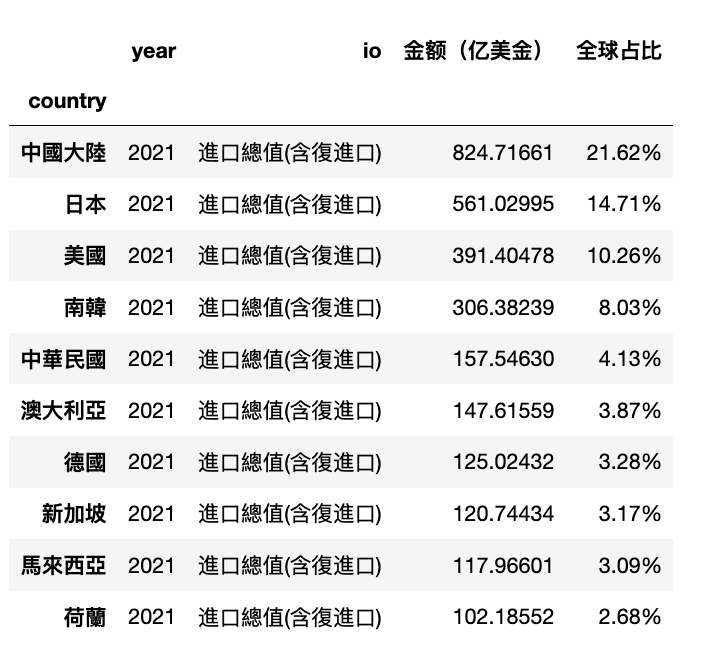 year io 金额（亿美金） 全球占比
country
中國大陸 2021 進口總值(含復進口) 824.71661 21.62%
日本 2021 進口總值(含復進口) 561.02995 14.71%
美國 2021 進口總值(含復進口) 391.40478 10.26%
南韓 2021 進口總值(含復進口) 306.38239 8.03%
中華民國 2021 進口總值(含復進口) 157.54630 4.13%
澳大利亞 2021 進口總值(含復進口) 147.61559 3.87%
德國 2021 進口總值(含復進口) 125.02432 3.28%
新加坡 2021 進口總值(含復進口) 120.74434 3.17%
馬來西亞 2021 進口總值(含復進口) 117.96601 3.09%
荷蘭 2021 進口總值(含復進口) 102.18552 2.68%